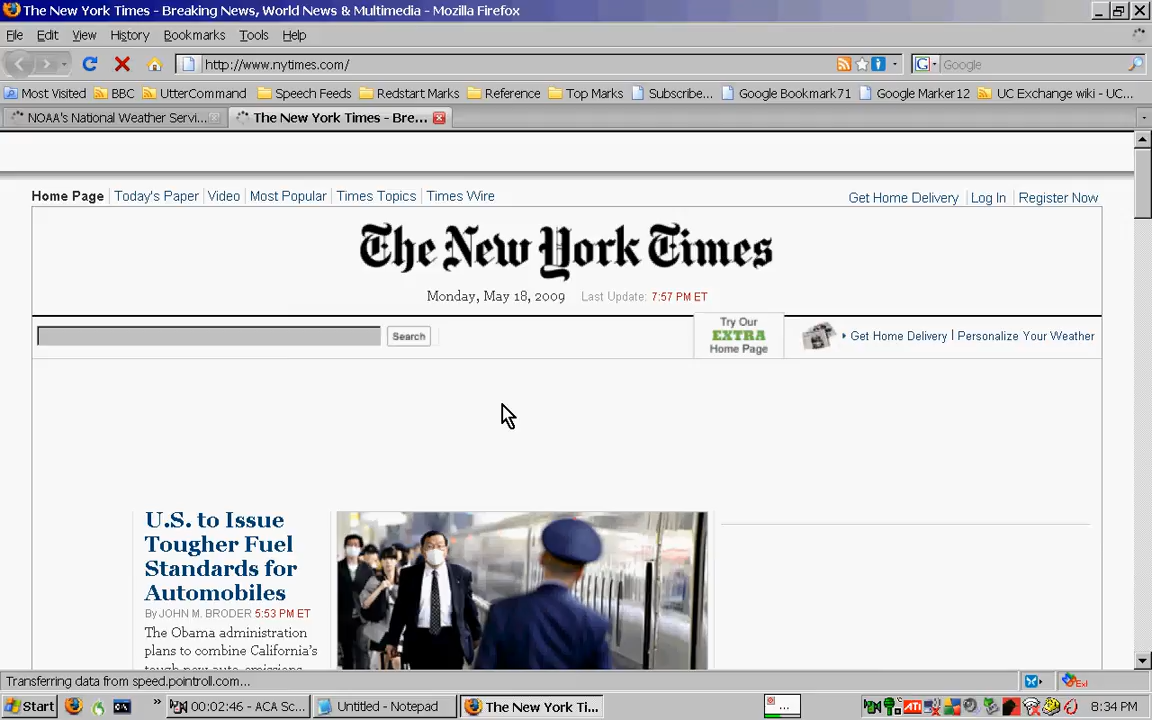 The New York Times - Breaking News, World News & Multimedia - Mozilla Firefox
File Edit View History Bookmarks Tools Help
http://www.nytimes.com/ Google
Most Visited BBC UtterCommand Speech Feeds Redstart Marks Reference Top Marks Subscribe... Google Bookmark71 Google Marker12 UC Exchange wiki - UC...
NOAA's National Weather Servi... The New York Times - Bre...
Home Page Today's Paper Video Most Popular Times Topics Times Wire Get Home Delivery Log In Register Now
The New York Times
Monday, May 18, 2009 Last Update: 7:57 PM ET
Search Try Our EXTRA Home Page Get Home Delivery | Personalize Your Weather
U.S. to Issue
Tougher Fuel
Standards for
Automobiles
By JOHN M. BRODER 5:53 PM ET
The Obama administration
plans to combine California's
tough new auto-emissions
Transferring data from speed.pointroll.com...
Start » 00:02:46 - ACA Sc... Untitled - Notepad The New York Ti... ... ATI 8:34 PM